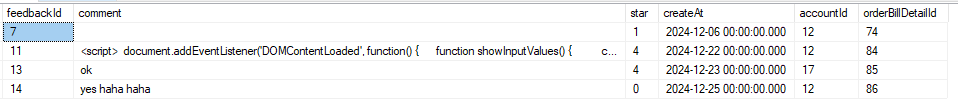 feedbackId comment star createAt accountId orderBillDetailId
7 1 2024-12-06 00:00:00.000 12 74
11 <script> document.addEventListener('DOMContentLoaded', function() { function showInputValues() { c... 4 2024-12-22 00:00:00.000 12 84
13 ok 4 2024-12-23 00:00:00.000 17 85
14 yes haha haha 0 2024-12-25 00:00:00.000 12 86